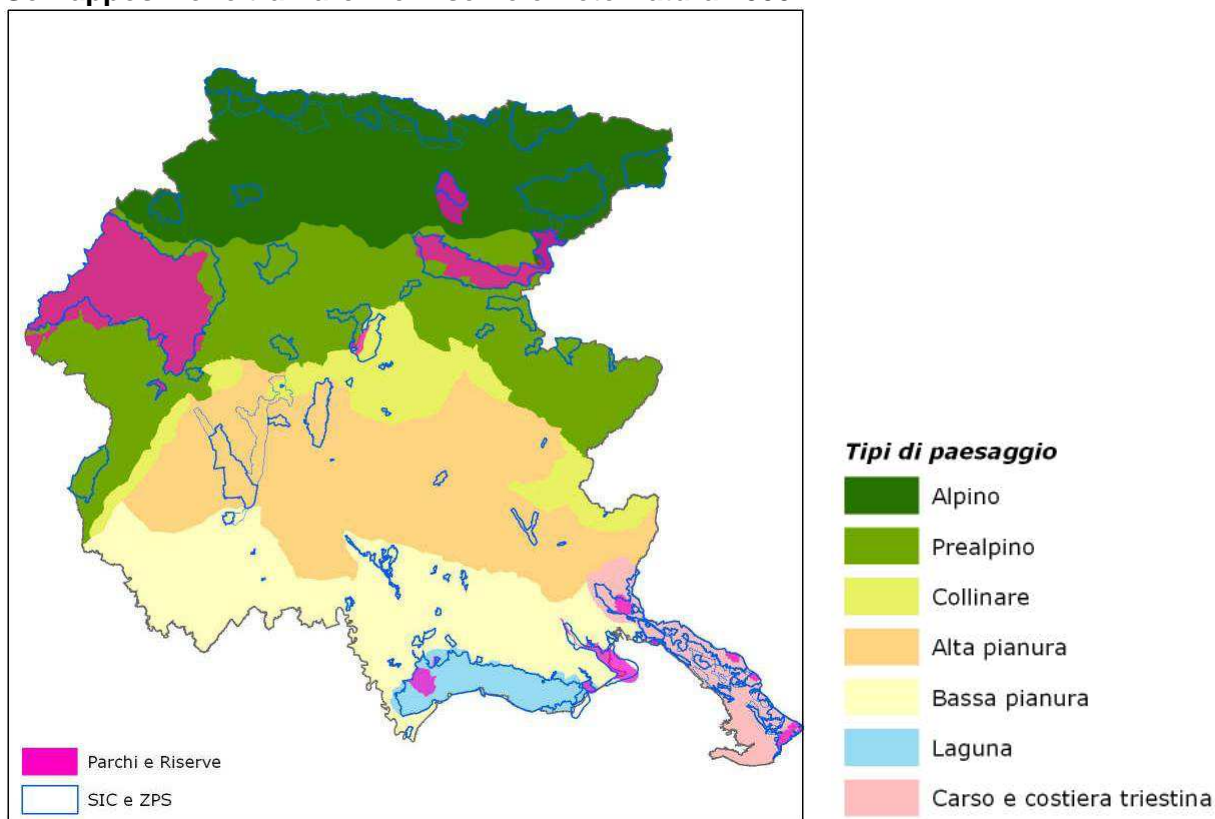 Parchi e Riserve
SIC e ZPS
Tipi di paesaggio
Alpino
Prealpino
Collinare
Alta pianura
Bassa pianura
Laguna
Carso e costiera triestina